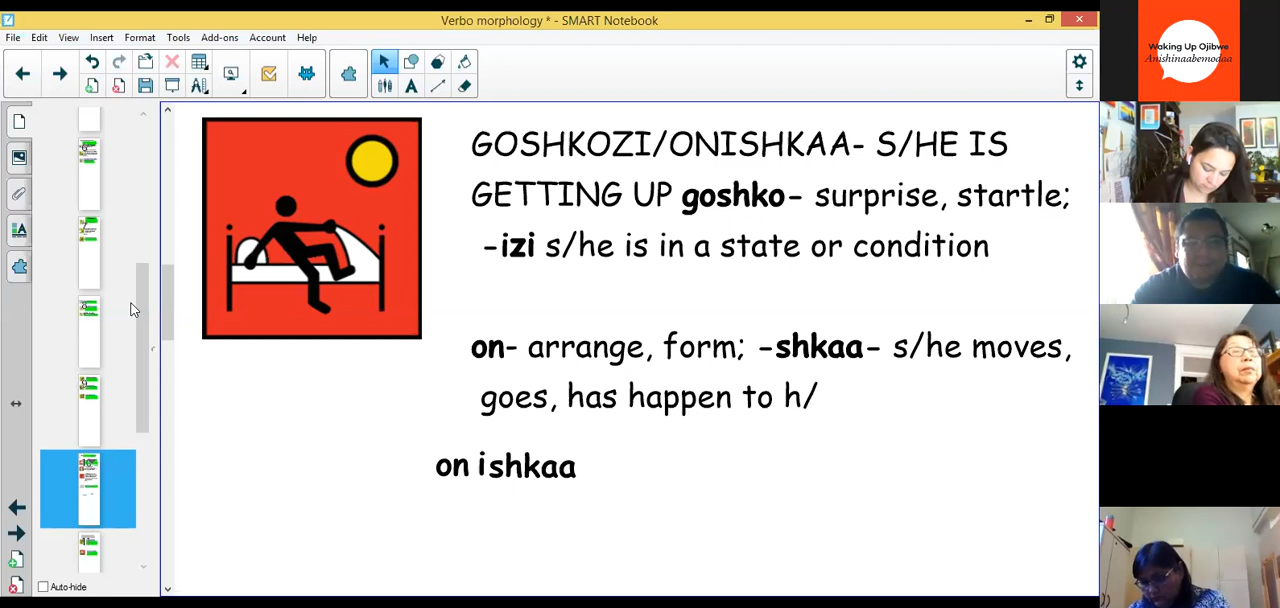 Verbo morphology * - SMART Notebook
File Edit View Insert Format Tools Add-ons Account Help
GOSHKOZI/ONISHKAA- S/HE IS
GETTING UP goshko- surprise, startle;
-izi s/he is in a state or condition
on- arrange, form; -shkaa- s/he moves,
goes, has happen to h/
on i shkaa
Auto-hide
Waking Up Ojibwe
Anishinaabemodaa